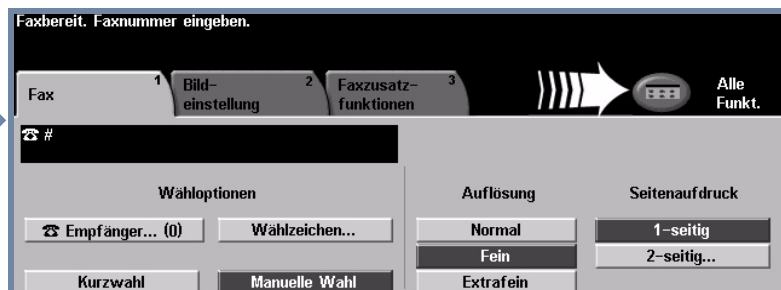 Faxbereit. Faxnummer eingeben.
Fax 1
Bild- 2
einstellung
Faxzusatz- 3
funktionen
Alle
Funkt.
☎ #
Wähloptionen
☎ Empfänger... (0)
Wählzeichen...
Kurzwahl
Manuelle Wahl
Auflösung
Normal
Fein
Extrafein
Seitenaufdruck
1-seitig
2-seitig...